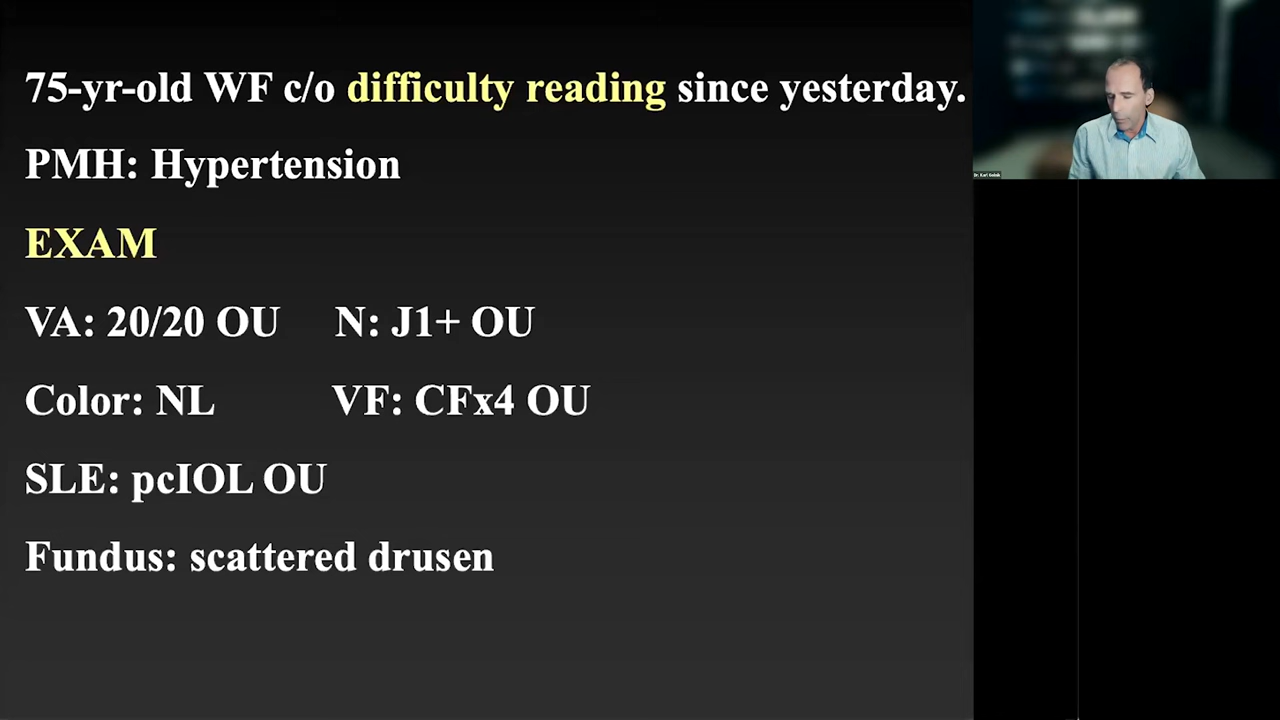 75-yr-old WF c/o difficulty reading since yesterday.
PMH: Hypertension
EXAM
VA: 20/20 OU N: J1+ OU
Color: NL VF: CFx4 OU
SLE: pcIOL OU
Fundus: scattered drusen